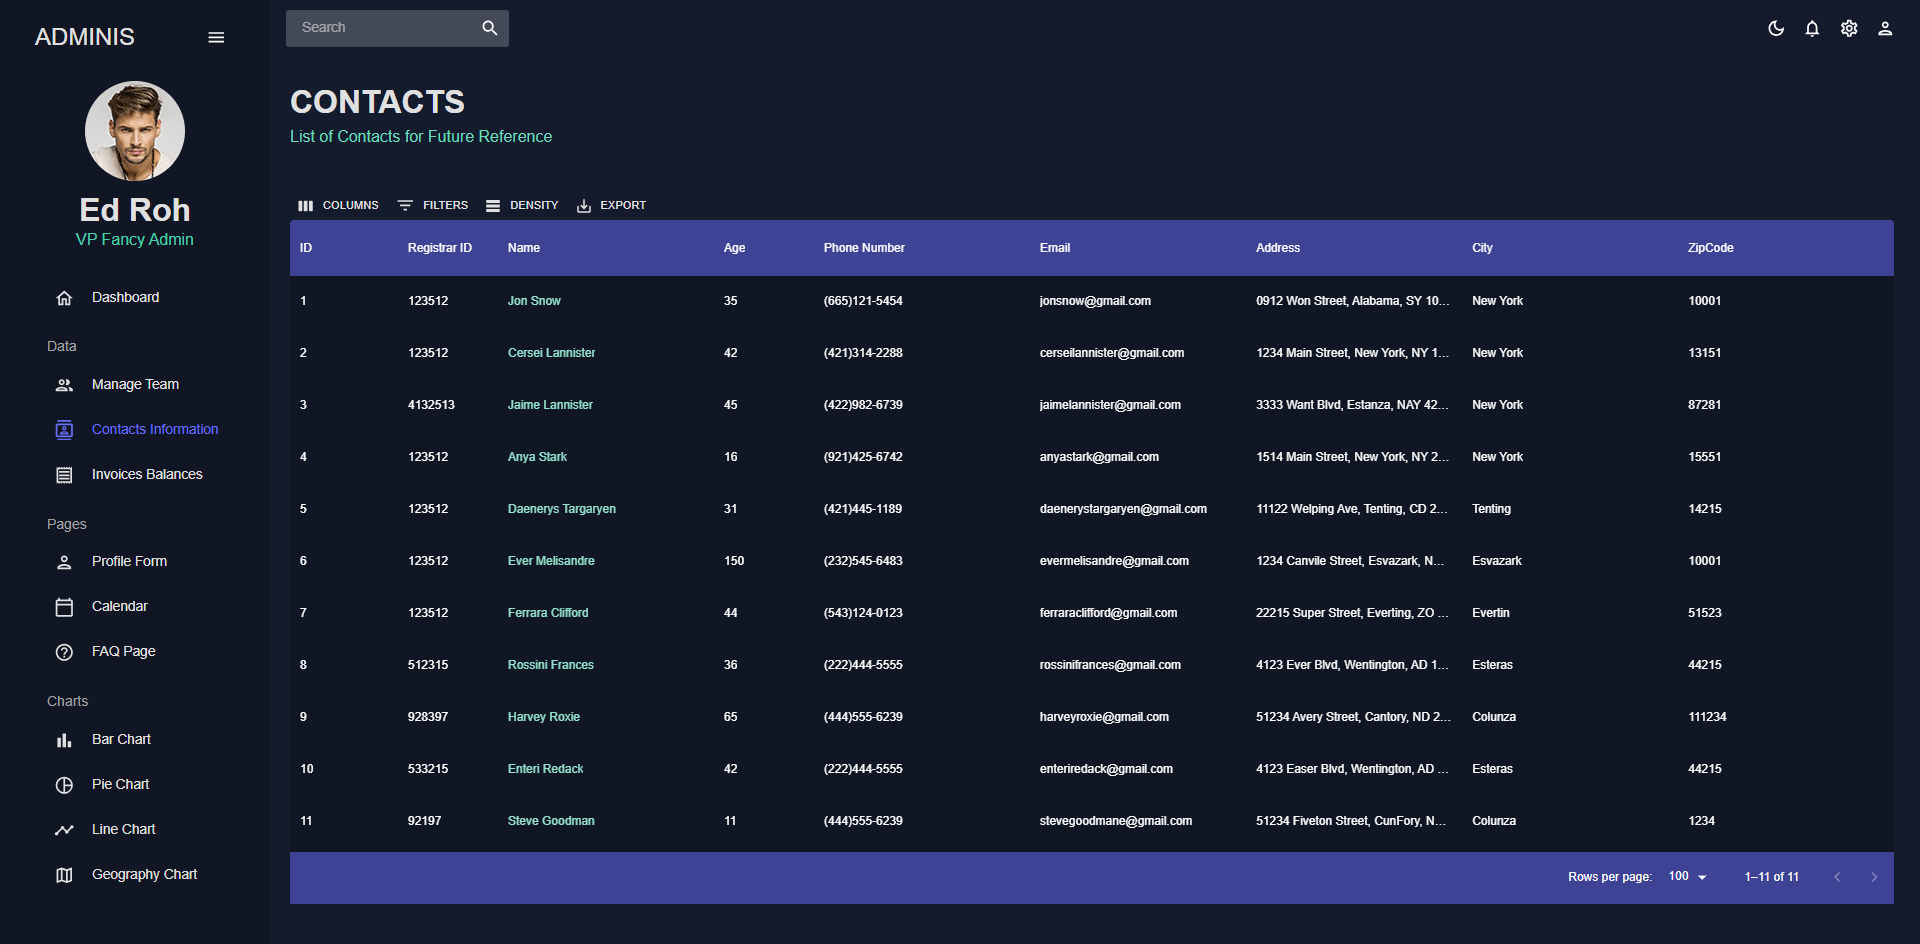 ADMINIS
Ed Roh
VP Fancy Admin
Dashboard
Data
Manage Team
Contacts Information
Invoices Balances
Pages
Profile Form
Calendar
FAQ Page
Charts
Bar Chart
Pie Chart
Line Chart
Geography Chart
Search
CONTACTS
List of Contacts for Future Reference
COLUMNS FILTERS DENSITY EXPORT
ID Registrar ID Name Age Phone Number Email Address City ZipCode
1 123512 Jon Snow 35 (665)121-5454 jonsnow@gmail.com 0912 Won Street, Alabama, SY 10... New York 10001
2 123512 Cersei Lannister 42 (421)314-2288 cerseilannister@gmail.com 1234 Main Street, New York, NY 1... New York 13151
3 4132513 Jaime Lannister 45 (422)982-6739 jaimelannister@gmail.com 3333 Want Blvd, Estanza, NAY 42... New York 87281
4 123512 Anya Stark 16 (921)425-6742 anyastark@gmail.com 1514 Main Street, New York, NY 2... New York 15551
5 123512 Daenerys Targaryen 31 (421)445-1189 daenerystargaryen@gmail.com 11122 Welping Ave, Tenting, CD 2... Tenting 14215
6 123512 Ever Melisandre 150 (232)545-6483 evermelisandre@gmail.com 1234 Canvile Street, Esvazark, N... Esvazark 10001
7 123512 Ferrara Clifford 44 (543)124-0123 ferraraclifford@gmail.com 22215 Super Street, Everting, ZO ... Evertin 51523
8 512315 Rossini Frances 36 (222)444-5555 rossinifrances@gmail.com 4123 Ever Blvd, Wentington, AD 1... Esteras 44215
9 928397 Harvey Roxie 65 (444)555-6239 harveyroxie@gmail.com 51234 Avery Street, Cantory, ND 2... Colunza 111234
10 533215 Enteri Redack 42 (222)444-5555 enteriredack@gmail.com 4123 Easer Blvd, Wentington, AD ... Esteras 44215
11 92197 Steve Goodman 11 (444)555-6239 stevegoodmane@gmail.com 51234 Fiveton Street, CunFory, N... Colunza 1234
Rows per page: 100 1–11 of 11